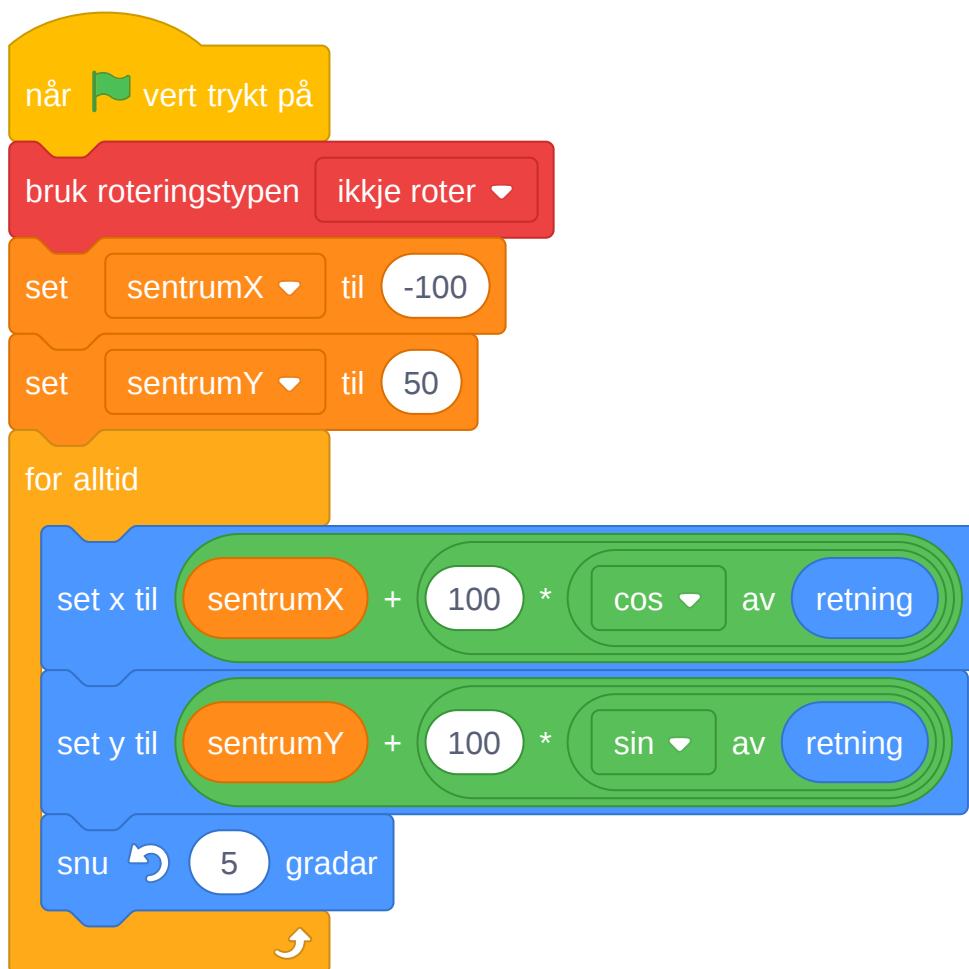 når vert trykt på
bruk roteringstypen ikkje roter
set sentrumX til -100
set sentrumY til 50
for alltid
set x til sentrumX + 100 * cos av retning
set y til sentrumY + 100 * sin av retning
snu 5 gradar